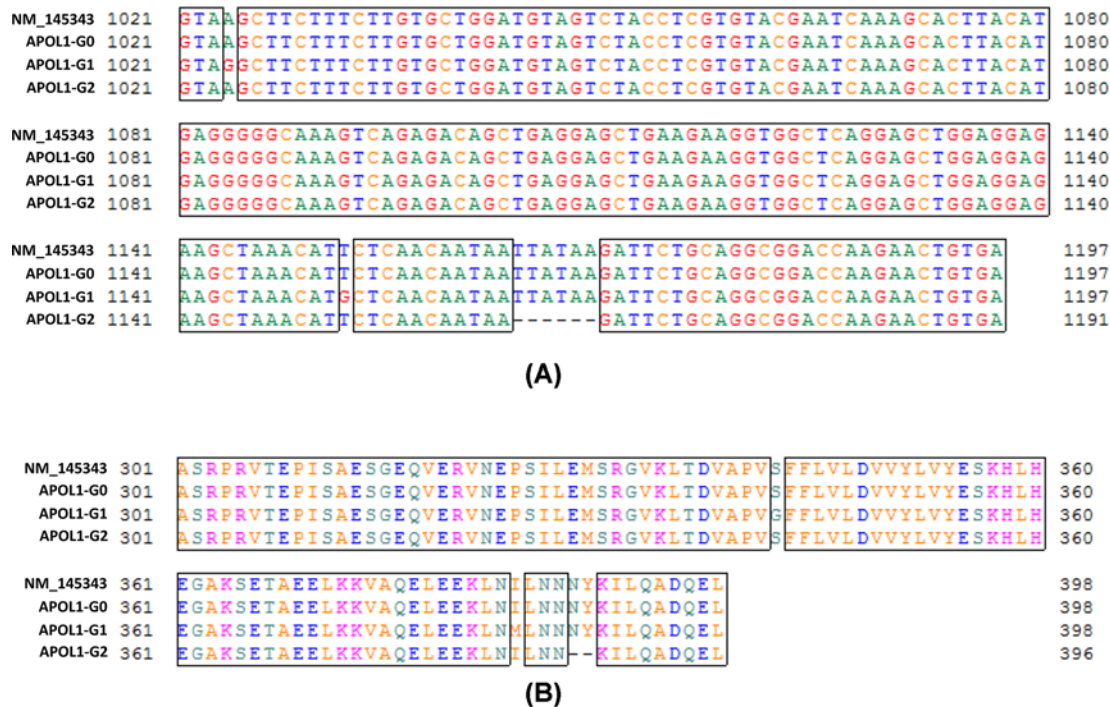 NM_145343 1021 GTAAGCTTCTTTCTTGTGCTGGATGTAGTCTACCTCGTGTACGAATCAAAGCACTTACAT 1080
APOL1-G0 1021 GTAAGCTTCTTTCTTGTGCTGGATGTAGTCTACCTCGTGTACGAATCAAAGCACTTACAT 1080
APOL1-G1 1021 GTAGGCTTCTTTCTTGTGCTGGATGTAGTCTACCTCGTGTACGAATCAAAGCACTTACAT 1080
APOL1-G2 1021 GTAAGCTTCTTTCTTGTGCTGGATGTAGTCTACCTCGTGTACGAATCAAAGCACTTACAT 1080
NM_145343 1081 GAGGGGGCAAAGTCAGAGACAGCTGAGGAGCTGAAGAAGGTGGCTCAGGAGCTGGAGGAG 1140
APOL1-G0 1081 GAGGGGGCAAAGTCAGAGACAGCTGAGGAGCTGAAGAAGGTGGCTCAGGAGCTGGAGGAG 1140
APOL1-G1 1081 GAGGGGGCAAAGTCAGAGACAGCTGAGGAGCTGAAGAAGGTGGCTCAGGAGCTGGAGGAG 1140
APOL1-G2 1081 GAGGGGGCAAAGTCAGAGACAGCTGAGGAGCTGAAGAAGGTGGCTCAGGAGCTGGAGGAG 1140
NM_145343 1141 AAGCTAAACATTCTCAACAATAATTATAAGATTCTGCAGGCGGACCAAGAACTGTGA 1197
APOL1-G0 1141 AAGCTAAACATTCTCAACAATAATTATAAGATTCTGCAGGCGGACCAAGAACTGTGA 1197
APOL1-G1 1141 AAGCTAAACATGCTCAACAATAATTATAAGATTCTGCAGGCGGACCAAGAACTGTGA 1197
APOL1-G2 1141 AAGCTAAACATTCTCAACAATAA------GATTCTGCAGGCGGACCAAGAACTGTGA 1191
(A)
NM_145343 301 ASRPRVTEPISAESGEQVERVNEPSILEMSRGVKLTDVAPVSFFLVLDVVYLVYESKHLH 360
APOL1-G0 301 ASRPRVTEPISAESGEQVERVNEPSILEMSRGVKLTDVAPVSFFLVLDVVYLVYESKHLH 360
APOL1-G1 301 ASRPRVTEPISAESGEQVERVNEPSILEMSRGVKLTDVAPVGFFLVLDVVYLVYESKHLH 360
APOL1-G2 301 ASRPRVTEPISAESGEQVERVNEPSILEMSRGVKLTDVAPVSFFLVLDVVYLVYESKHLH 360
NM_145343 361 EGAKSETAEELKKVAQELEEKLNILNNNYKILQADQEL 398
APOL1-G0 361 EGAKSETAEELKKVAQELEEKLNILNNNYKILQADQEL 398
APOL1-G1 361 EGAKSETAEELKKVAQELEEKLNMLNNNYKILQADQEL 398
APOL1-G2 361 EGAKSETAEELKKVAQELEEKLNILNN--KILQADQEL 396
(B)